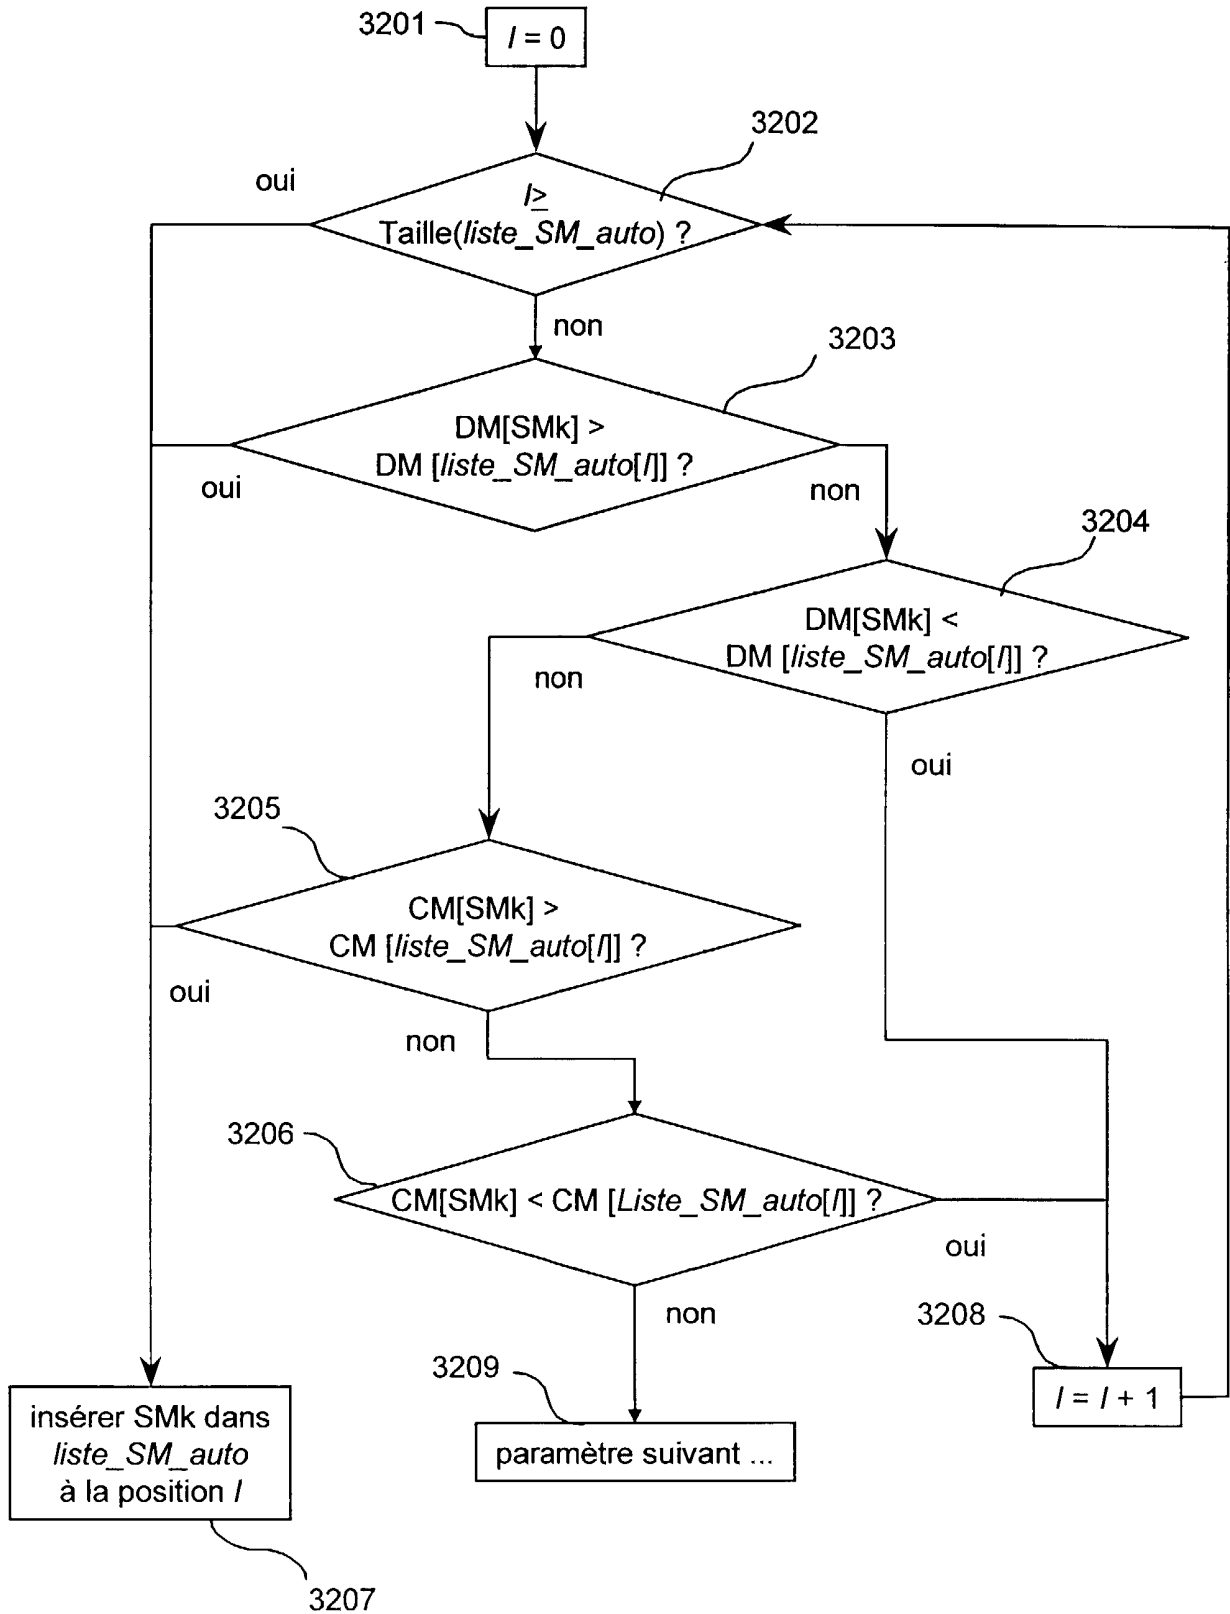 3201
l = 0
3202
oui
l≥
Taille(liste_SM_auto) ?
non
3203
DM[SMk] >
DM [liste_SM_auto[l]] ?
oui
non
3204
DM[SMk] <
DM [liste_SM_auto[l]] ?
non
oui
3205
CM[SMk] >
CM [liste_SM_auto[l]] ?
oui
non
3206
CM[SMk] < CM [Liste_SM_auto[l]] ?
oui
non
3208
l = l + 1
3209
paramètre suivant ...
insérer SMk dans
liste_SM_auto
à la position l
3207